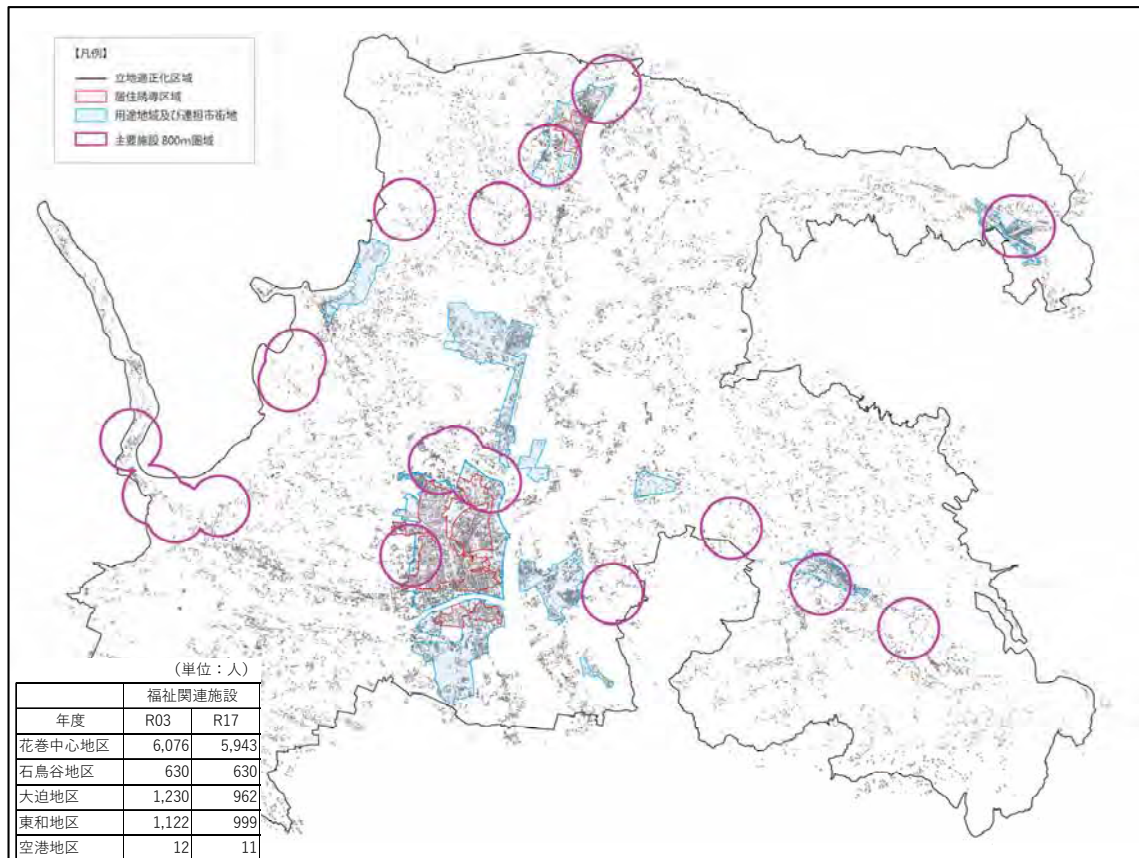 【凡例】
立地適正化区域
居住誘導区域
用途地域及び連担市街地
主要施設 800m圏域
（単位：人）
福祉関連施設
年度 R03 R17
花巻中心地区 6,076 5,943
石鳥谷地区 630 630
大迫地区 1,230 962
東和地区 1,122 999
空港地区 12 11